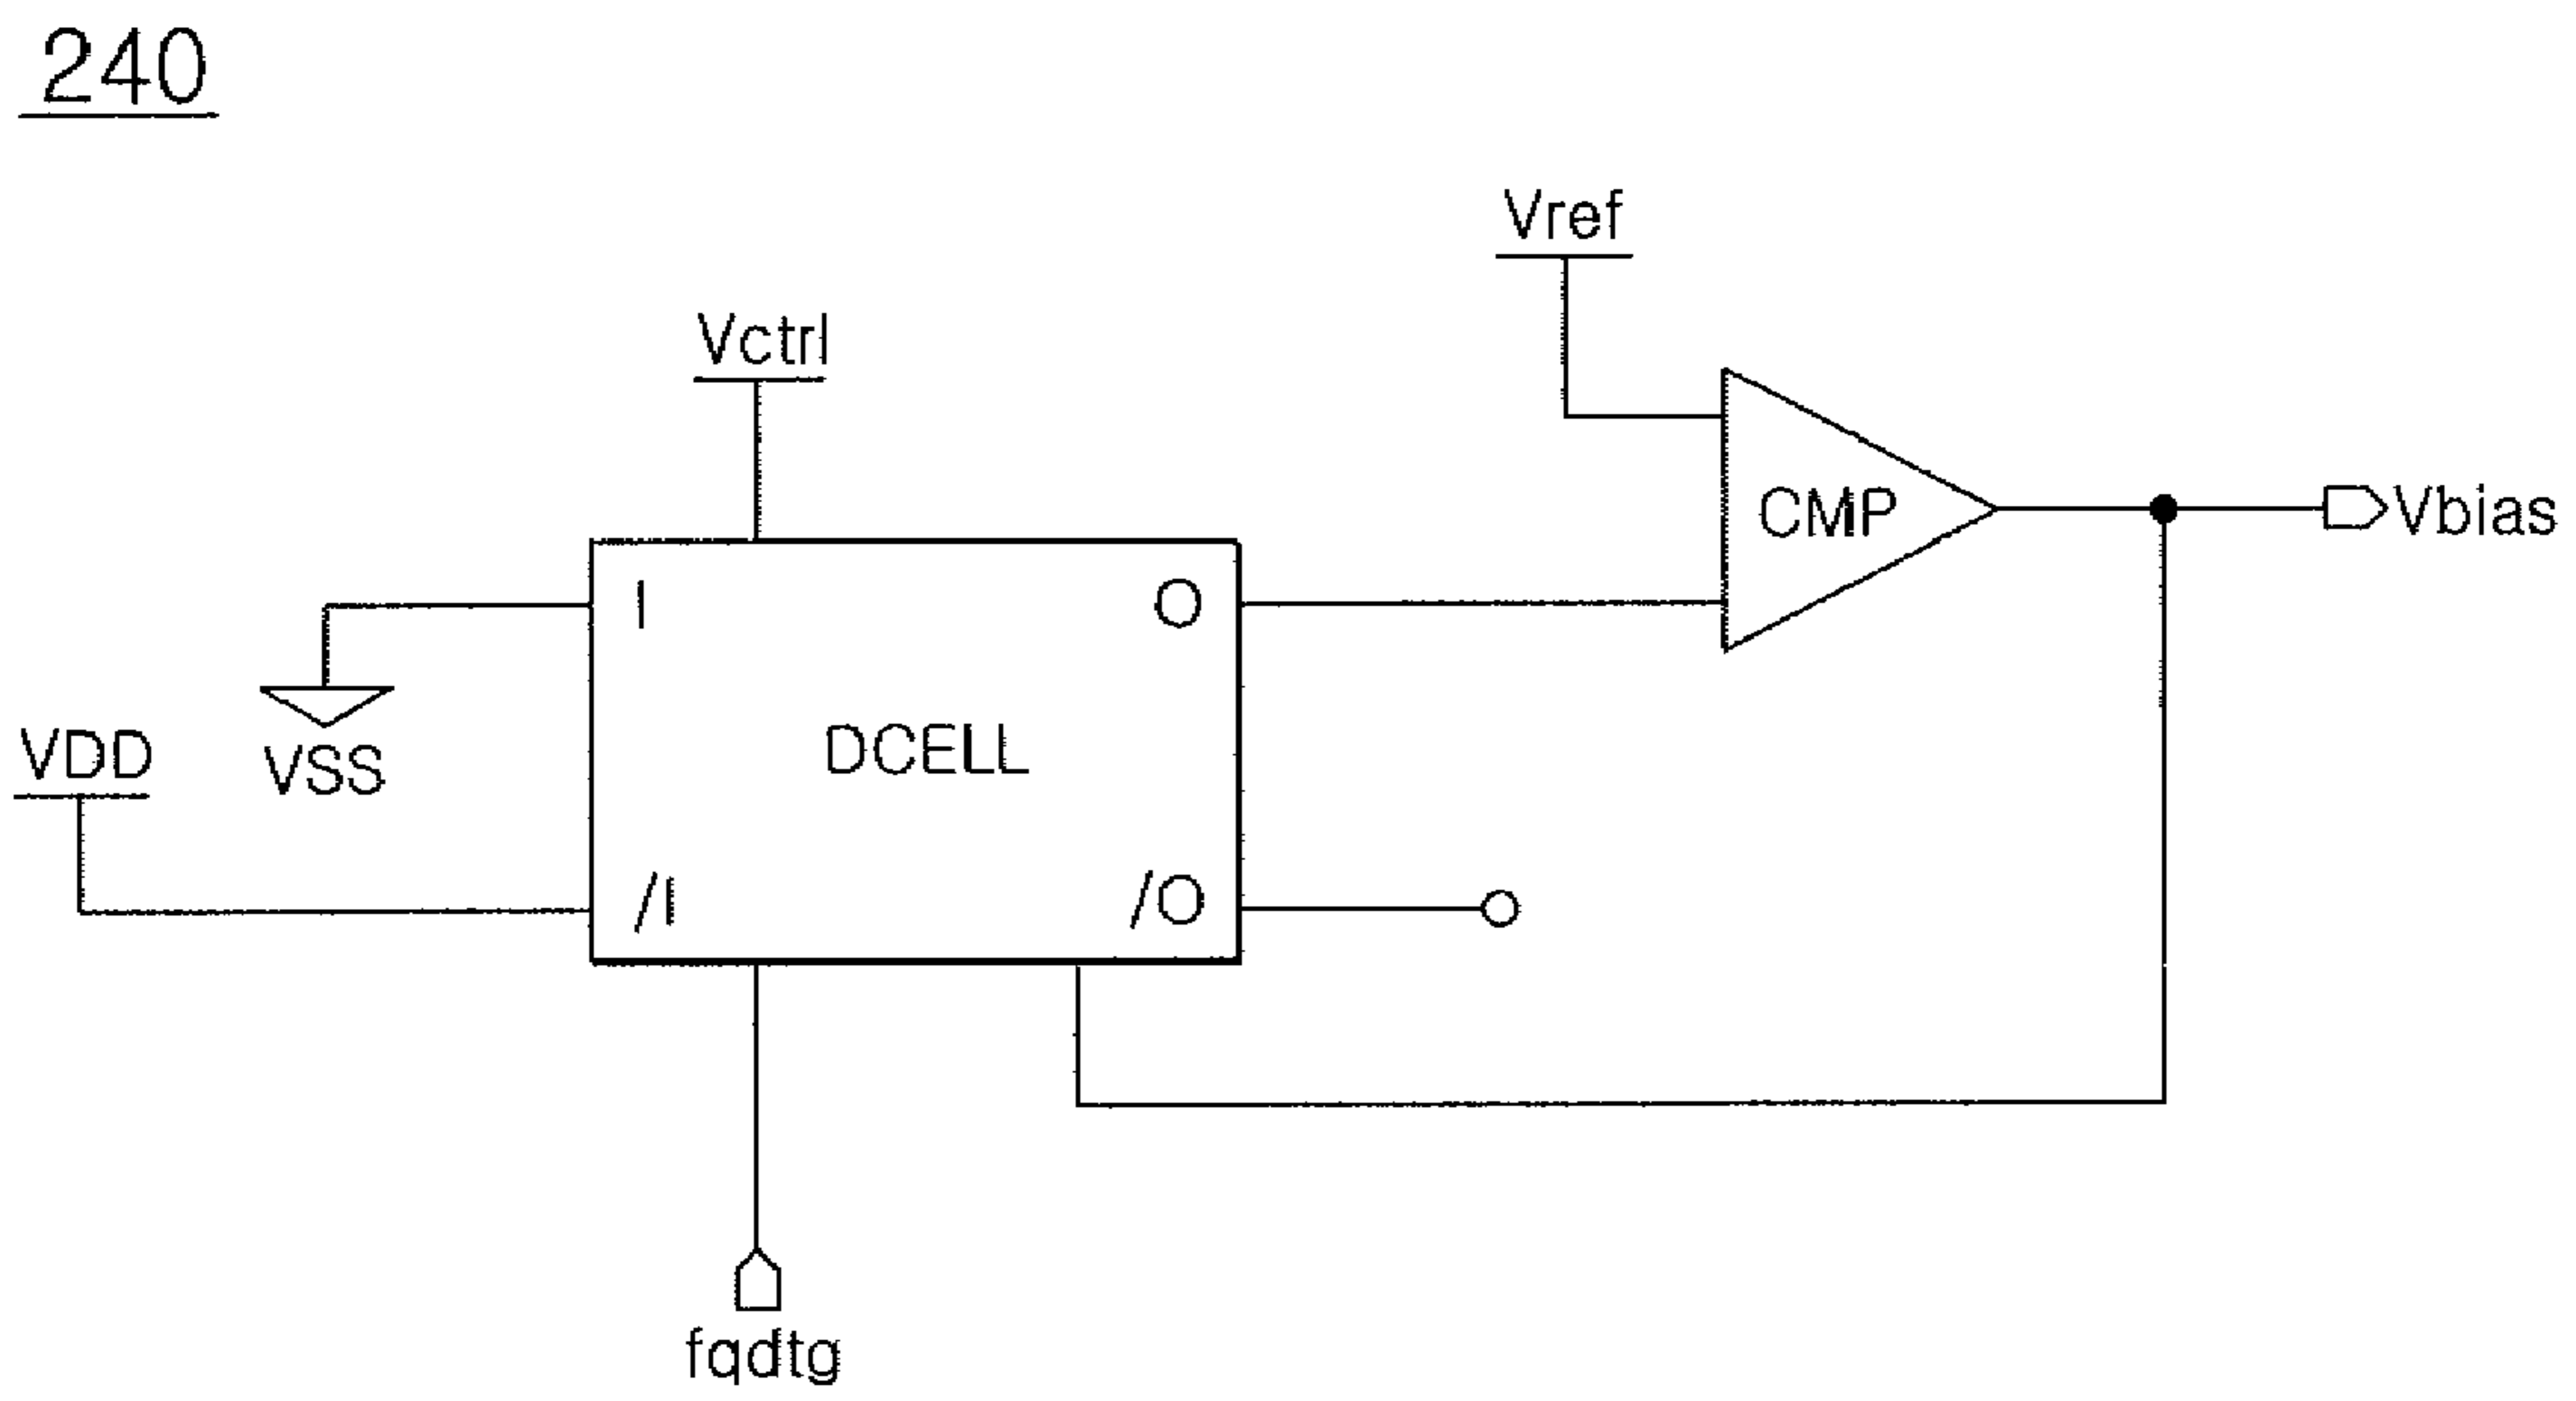 240
Vref
Vctrl
CMP
Vbias
I
O
VDD
VSS
DCELL
/I
/O
fqdtg